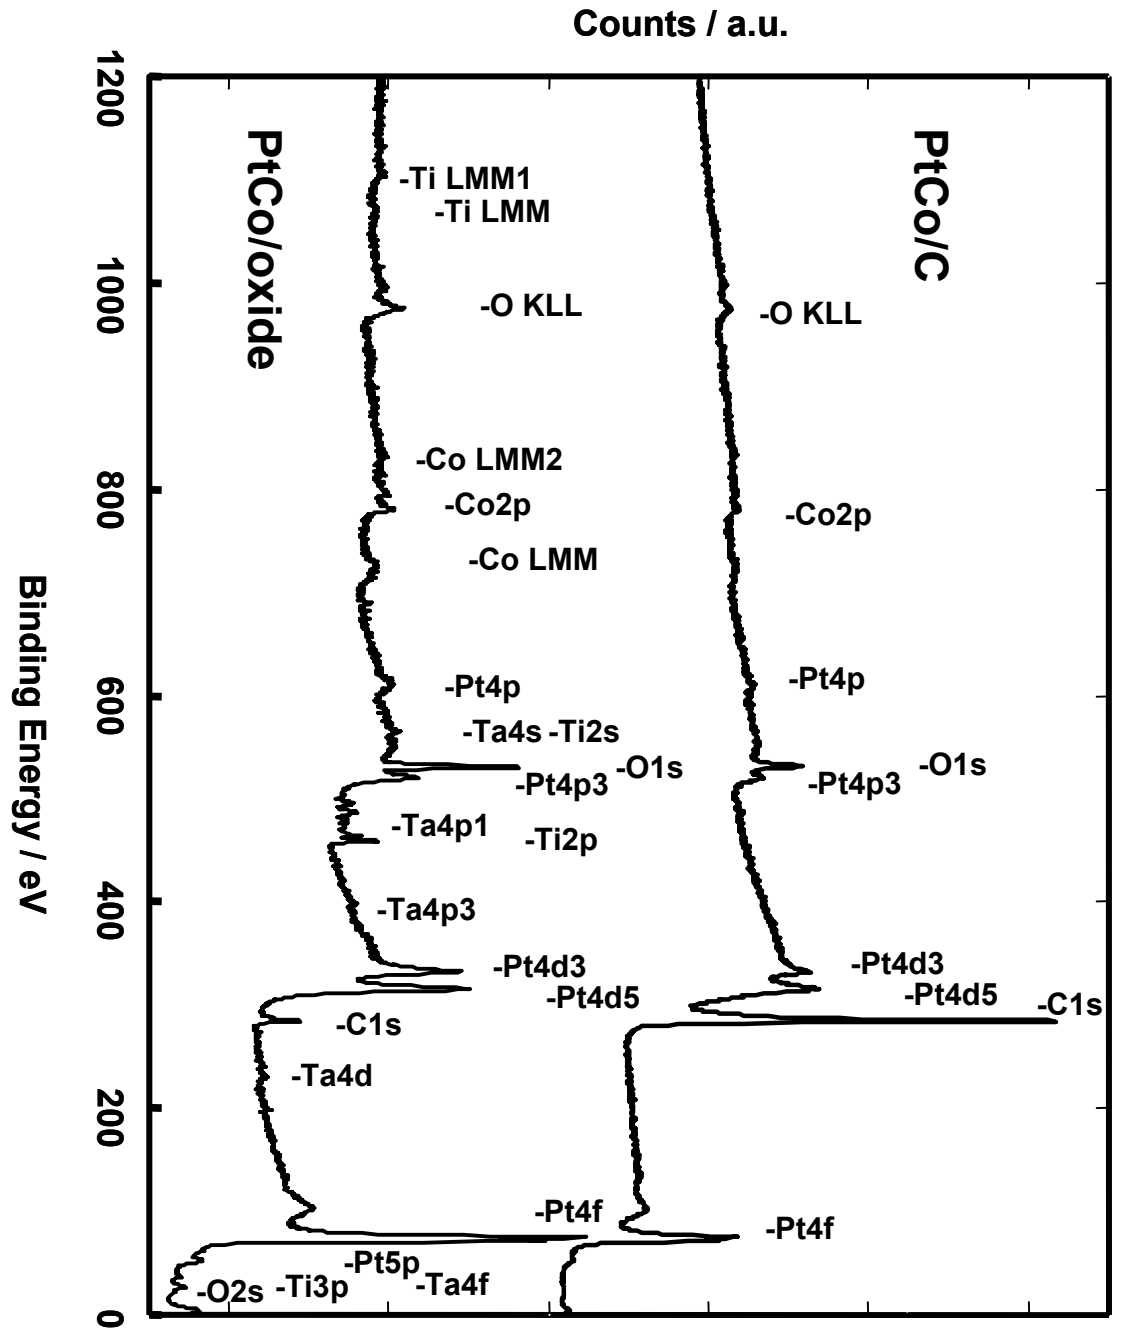 Counts / a.u.
1200
1000
800
600
400
200
0
Binding Energy / eV
PtCo/oxide
PtCo/C
-Ti LMM1
-Ti LMM
-O KLL
-O KLL
-Co LMM2
-Co2p
-Co2p
-Co LMM
-Pt4p
-Pt4p
-Ta4s -Ti2s
-O1s
-O1s
-Pt4p3
-Pt4p3
-Ta4p1
-Ti2p
-Ta4p3
-Pt4d3
-Pt4d3
-Pt4d5
-Pt4d5
-C1s
-C1s
-Ta4d
-Pt4f
-Pt4f
-Pt5p
-Ta4f
-O2s -Ti3p